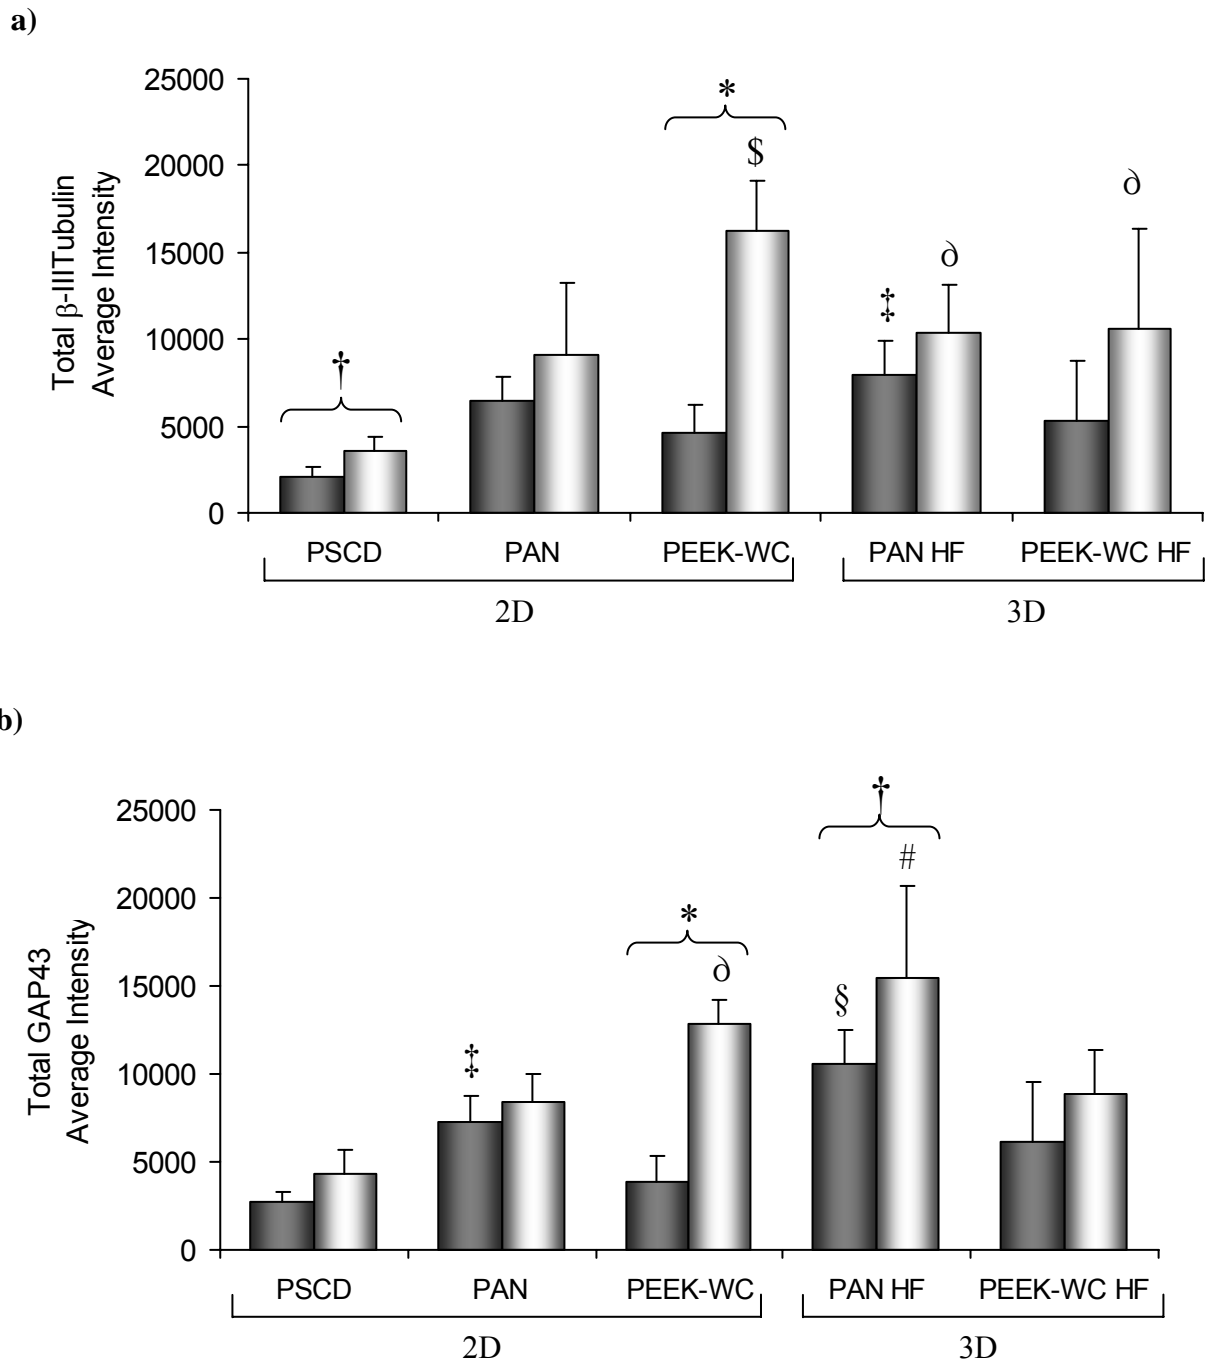 a)
25000
20000
15000
10000
5000
0
Total β-IIITubulin
Average Intensity
*
$
†
‡
∂
∂
PSCD PAN PEEK-WC PAN HF PEEK-WC HF
2D 3D
b)
25000
20000
15000
10000
5000
0
Total GAP43
Average Intensity
†
#
*
∂
§
‡
PSCD PAN PEEK-WC PAN HF PEEK-WC HF
2D 3D